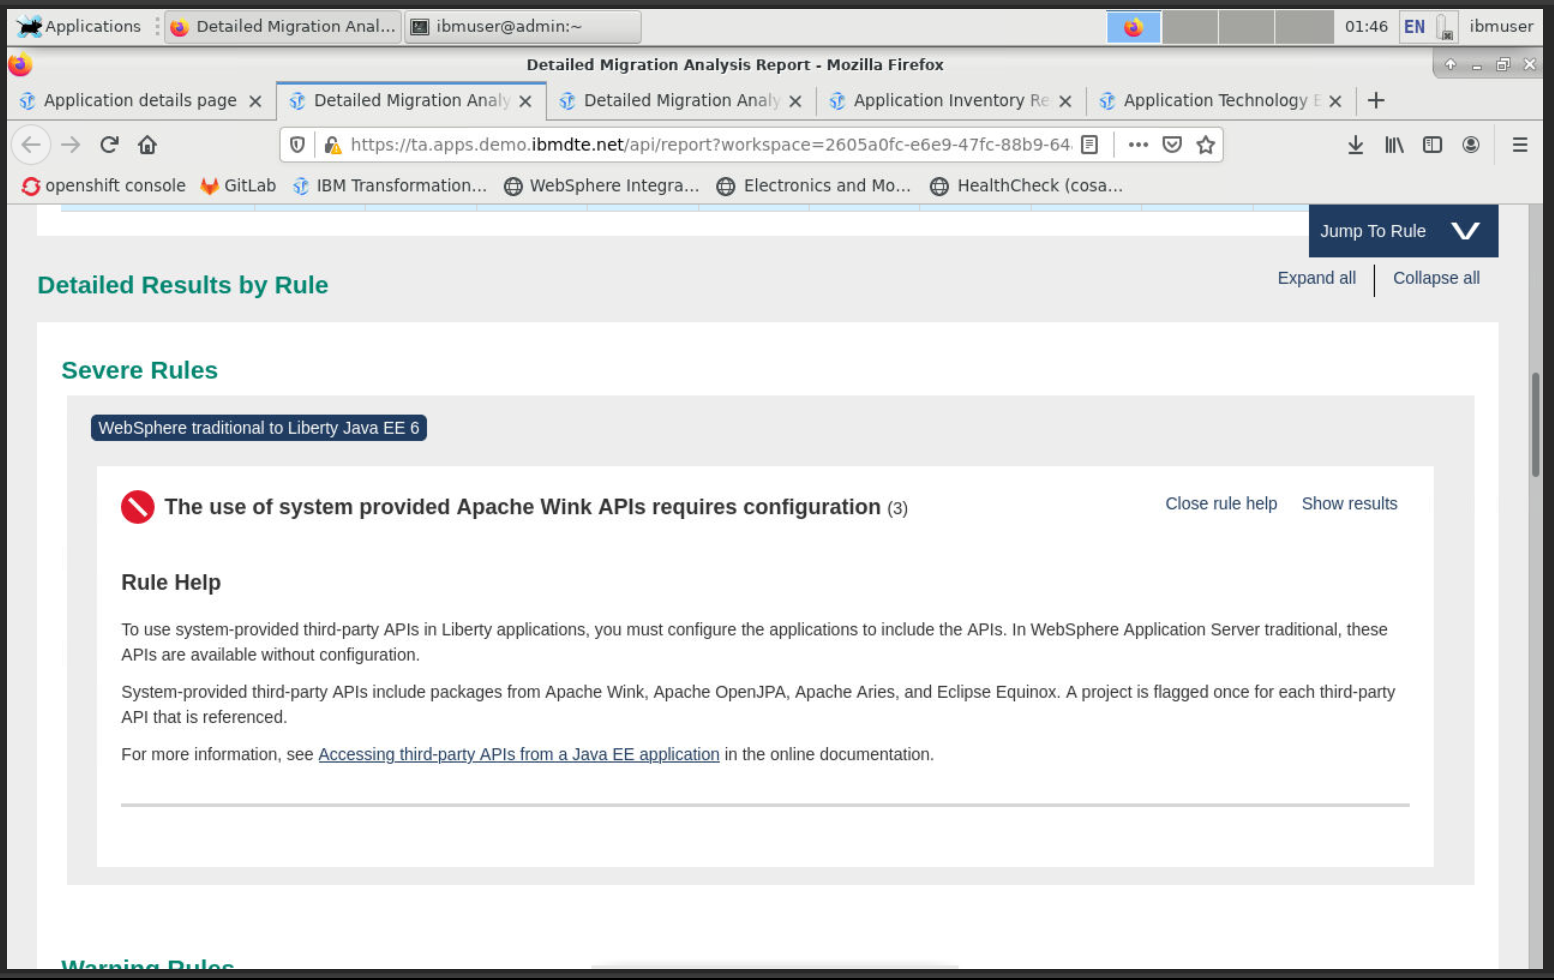 Applications
Detailed Migration Anal...
ibmuser@admin:~
01:46
EN
ibmuser
Detailed Migration Analysis Report - Mozilla Firefox
Application details page
Detailed Migration Analy
Detailed Migration Analy
Application Inventory Re
Application Technology E
https://ta.apps.demo.ibmdte.net/api/report?workspace=2605a0fc-e6e9-47fc-88b9-64
openshift console
GitLab
IBM Transformation...
WebSphere Integra...
Electronics and Mo...
HealthCheck (cosa...
Jump To Rule
Detailed Results by Rule
Expand all
Collapse all
Severe Rules
WebSphere traditional to Liberty Java EE 6
The use of system provided Apache Wink APIs requires configuration (3)
Close rule help
Show results
Rule Help
To use system-provided third-party APIs in Liberty applications, you must configure the applications to include the APIs. In WebSphere Application Server traditional, these
APIs are available without configuration.
System-provided third-party APIs include packages from Apache Wink, Apache OpenJPA, Apache Aries, and Eclipse Equinox. A project is flagged once for each third-party
API that is referenced.
For more information, see Accessing third-party APIs from a Java EE application in the online documentation.
Warning Rules